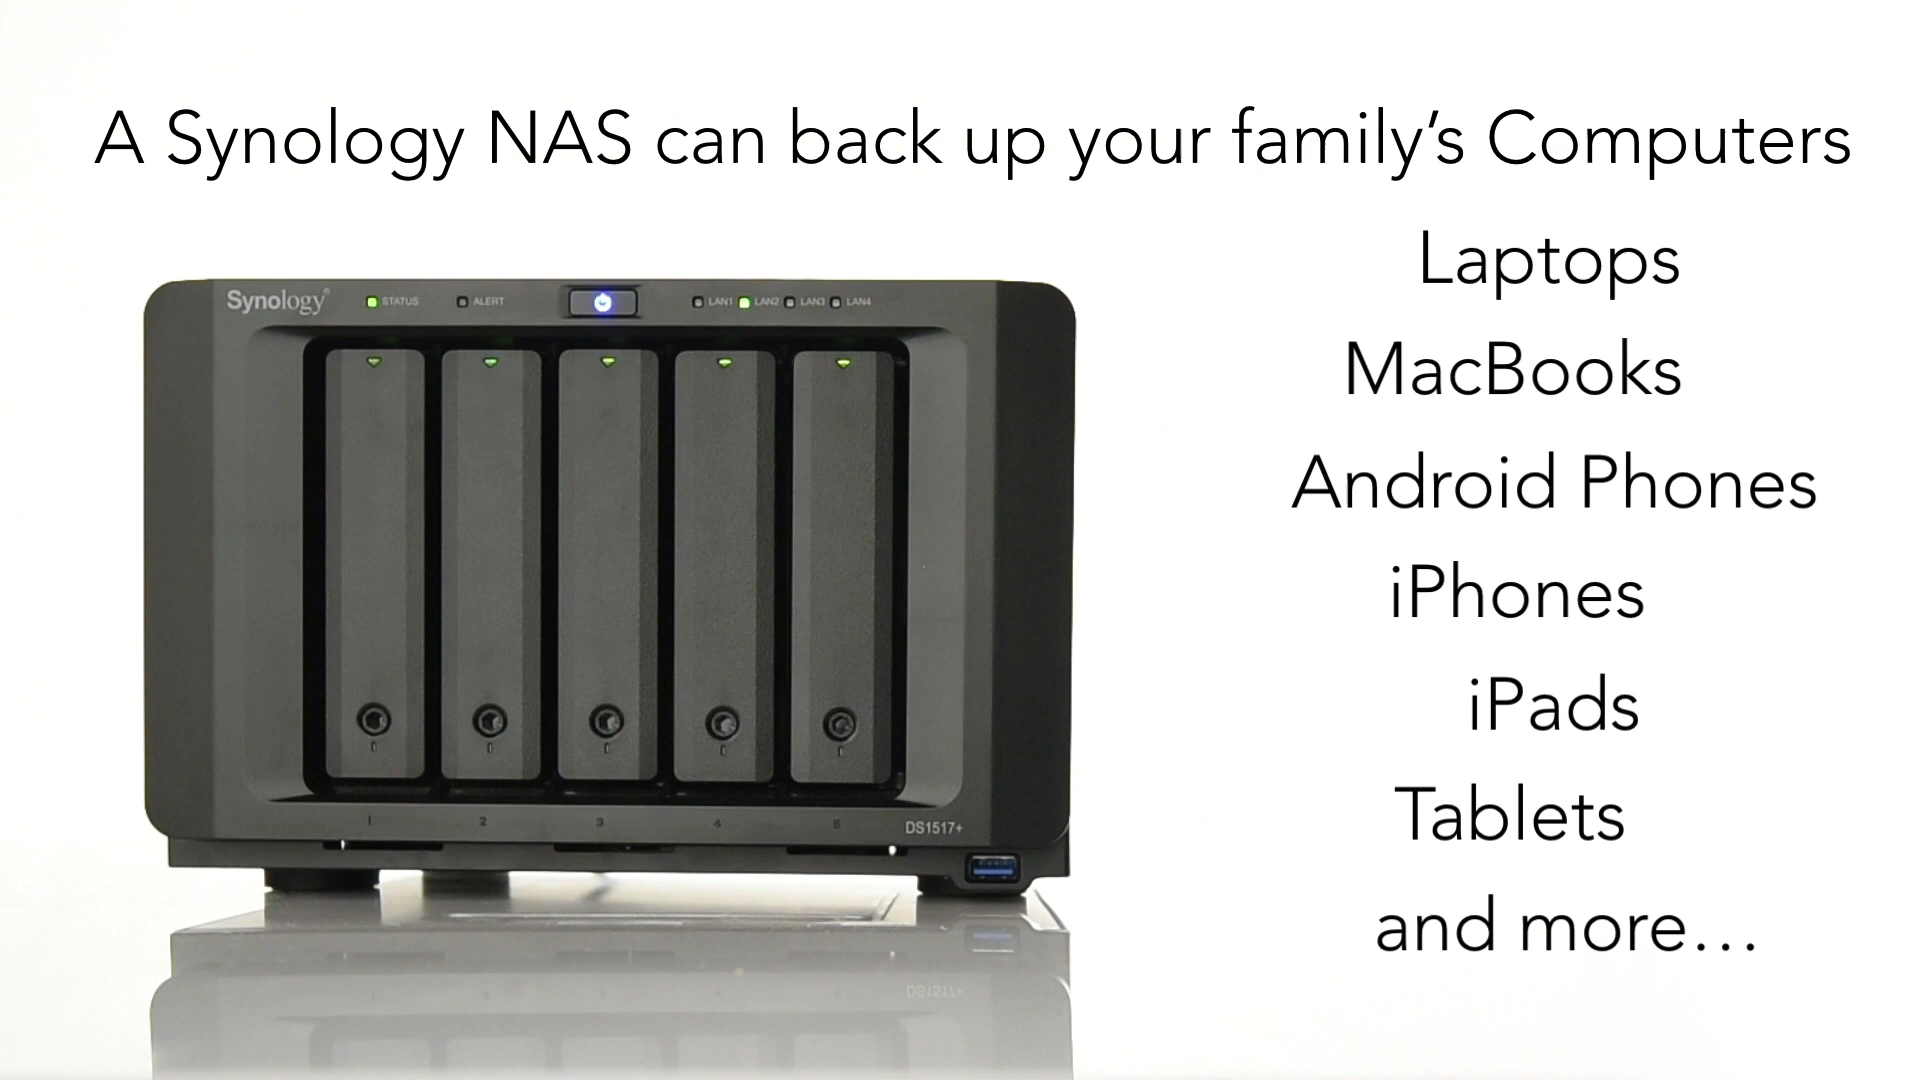 A Synology NAS can back up your family’s Computers
Laptops
MacBooks
Android Phones
iPhones
iPads
Tablets
and more…
Synology®
STATUS
ALERT
LAN1
LAN2
LAN3
LAN4
1
2
3
4
5
DS1517+